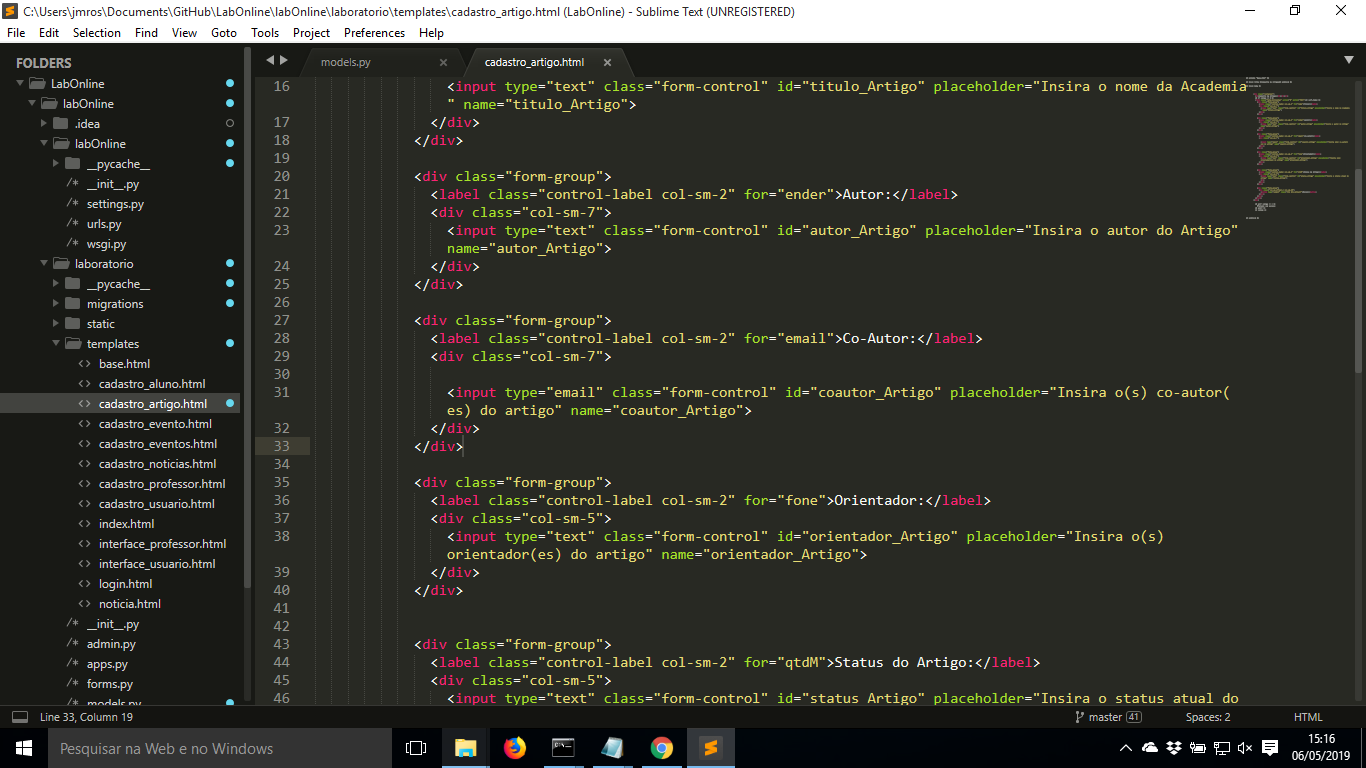 C:\Users\jmros\Documents\GitHub\LabOnline\labOnline\laboratorio\templates\cadastro_artigo.html (LabOnline) - Sublime Text (UNREGISTERED)
File Edit Selection Find View Goto Tools Project Preferences Help
FOLDERS
LabOnline
labOnline
.idea
labOnline
__pycache__
/* __init__.py
/* settings.py
/* urls.py
/* wsgi.py
laboratorio
__pycache__
migrations
static
templates
<> base.html
<> cadastro_aluno.html
<> cadastro_artigo.html
<> cadastro_evento.html
<> cadastro_eventos.html
<> cadastro_noticias.html
<> cadastro_professor.html
<> cadastro_usuario.html
<> index.html
<> interface_professor.html
<> interface_usuario.html
<> login.html
<> noticia.html
/* __init__.py
/* admin.py
/* apps.py
/* forms.py
/* models.py
models.py × cadastro_artigo.html ×
16 <input type="text" class="form-control" id="titulo_Artigo" placeholder="Insira o nome da Academia
" name="titulo_Artigo">
17 </div>
18 </div>
19
20 <div class="form-group">
21 <label class="control-label col-sm-2" for="ender">Autor:</label>
22 <div class="col-sm-7">
23 <input type="text" class="form-control" id="autor_Artigo" placeholder="Insira o autor do Artigo"
name="autor_Artigo">
24 </div>
25 </div>
26
27 <div class="form-group">
28 <label class="control-label col-sm-2" for="email">Co-Autor:</label>
29 <div class="col-sm-7">
30
31 <input type="email" class="form-control" id="coautor_Artigo" placeholder="Insira o(s) co-autor(
es) do artigo" name="coautor_Artigo">
32 </div>
33 </div>
34
35 <div class="form-group">
36 <label class="control-label col-sm-2" for="fone">Orientador:</label>
37 <div class="col-sm-5">
38 <input type="text" class="form-control" id="orientador_Artigo" placeholder="Insira o(s)
orientador(es) do artigo" name="orientador_Artigo">
39 </div>
40 </div>
41
42
43 <div class="form-group">
44 <label class="control-label col-sm-2" for="qtdM">Status do Artigo:</label>
45 <div class="col-sm-5">
46 <input type="text" class="form-control" id="status_Artigo" placeholder="Insira o status atual do
Line 33, Column 19 master 41 Spaces: 2 HTML
Pesquisar na Web e no Windows
15:16
06/05/2019